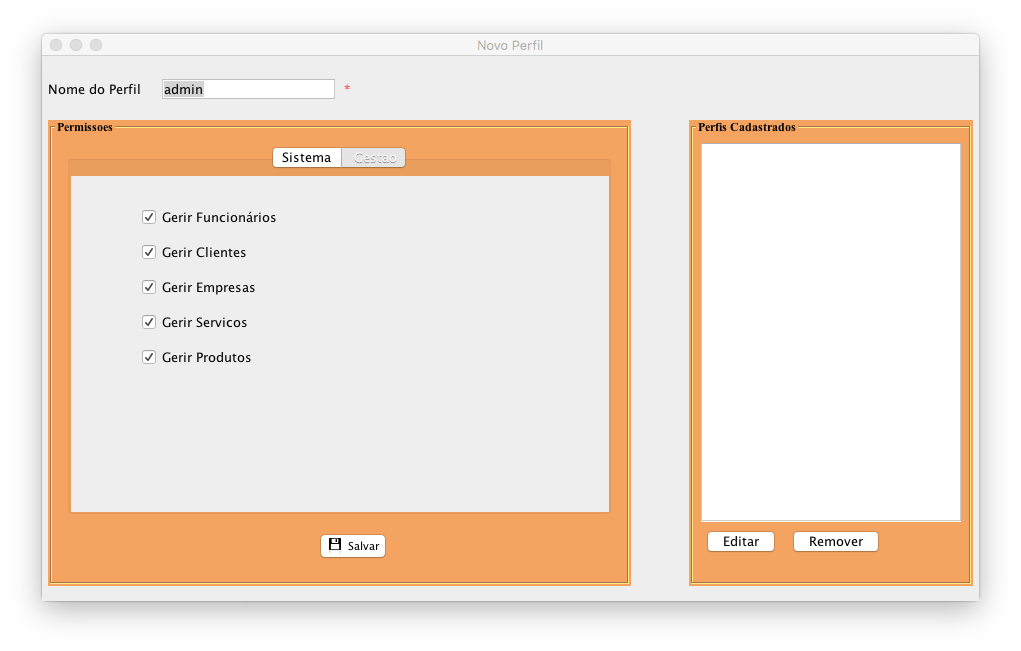 Novo Perfil
Nome do Perfil admin *
Permissoes
Sistema Gestao
Gerir Funcionários
Gerir Clientes
Gerir Empresas
Gerir Servicos
Gerir Produtos
Salvar
Perfis Cadastrados
Editar Remover